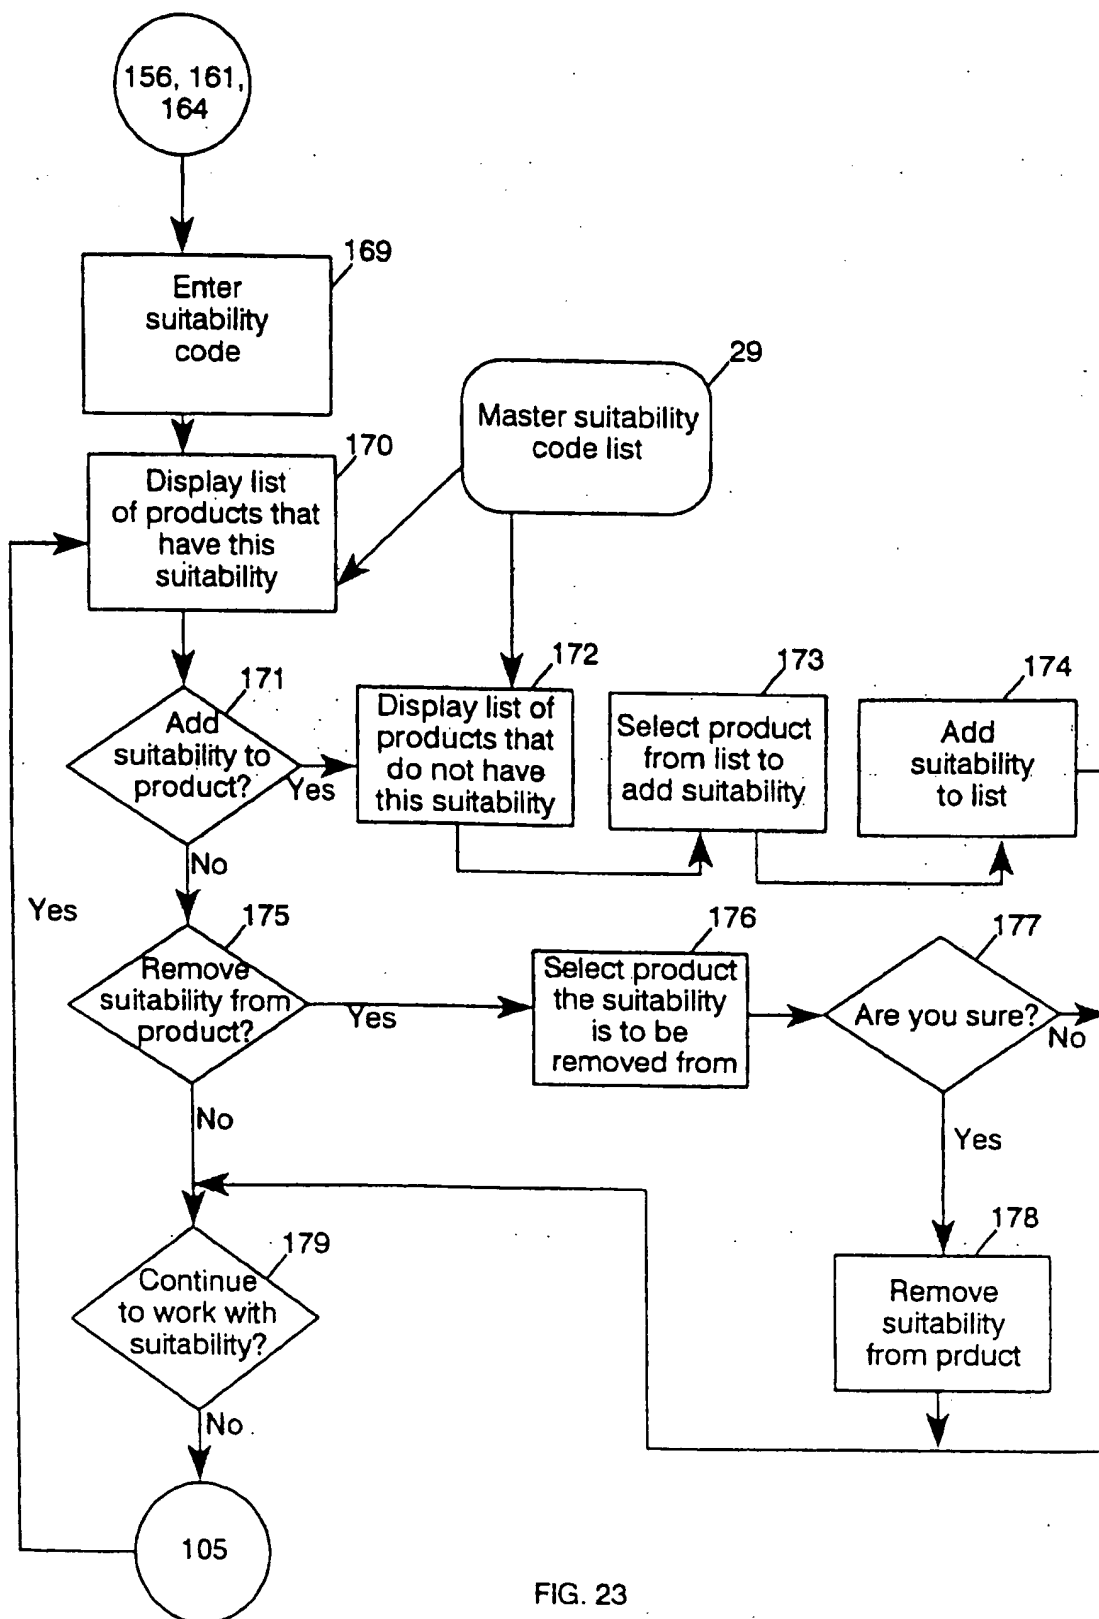 156, 161,
164
169
Enter
suitability
code
29
Master suitability
code list
170
Display list
of products that
have this
suitability
171
Add
suitability to
product?
Yes
172
Display list of
products that
do not have
this suitability
173
Select product
from list to
add suitability
174
Add
suitability
to list
No
Yes
175
Remove
suitability from
product?
Yes
176
Select product
the suitability
is to be
removed from
177
Are you sure?
No
No
Yes
179
Continue
to work with
suitability?
178
Remove
suitability
from prduct
No
105
FIG. 23